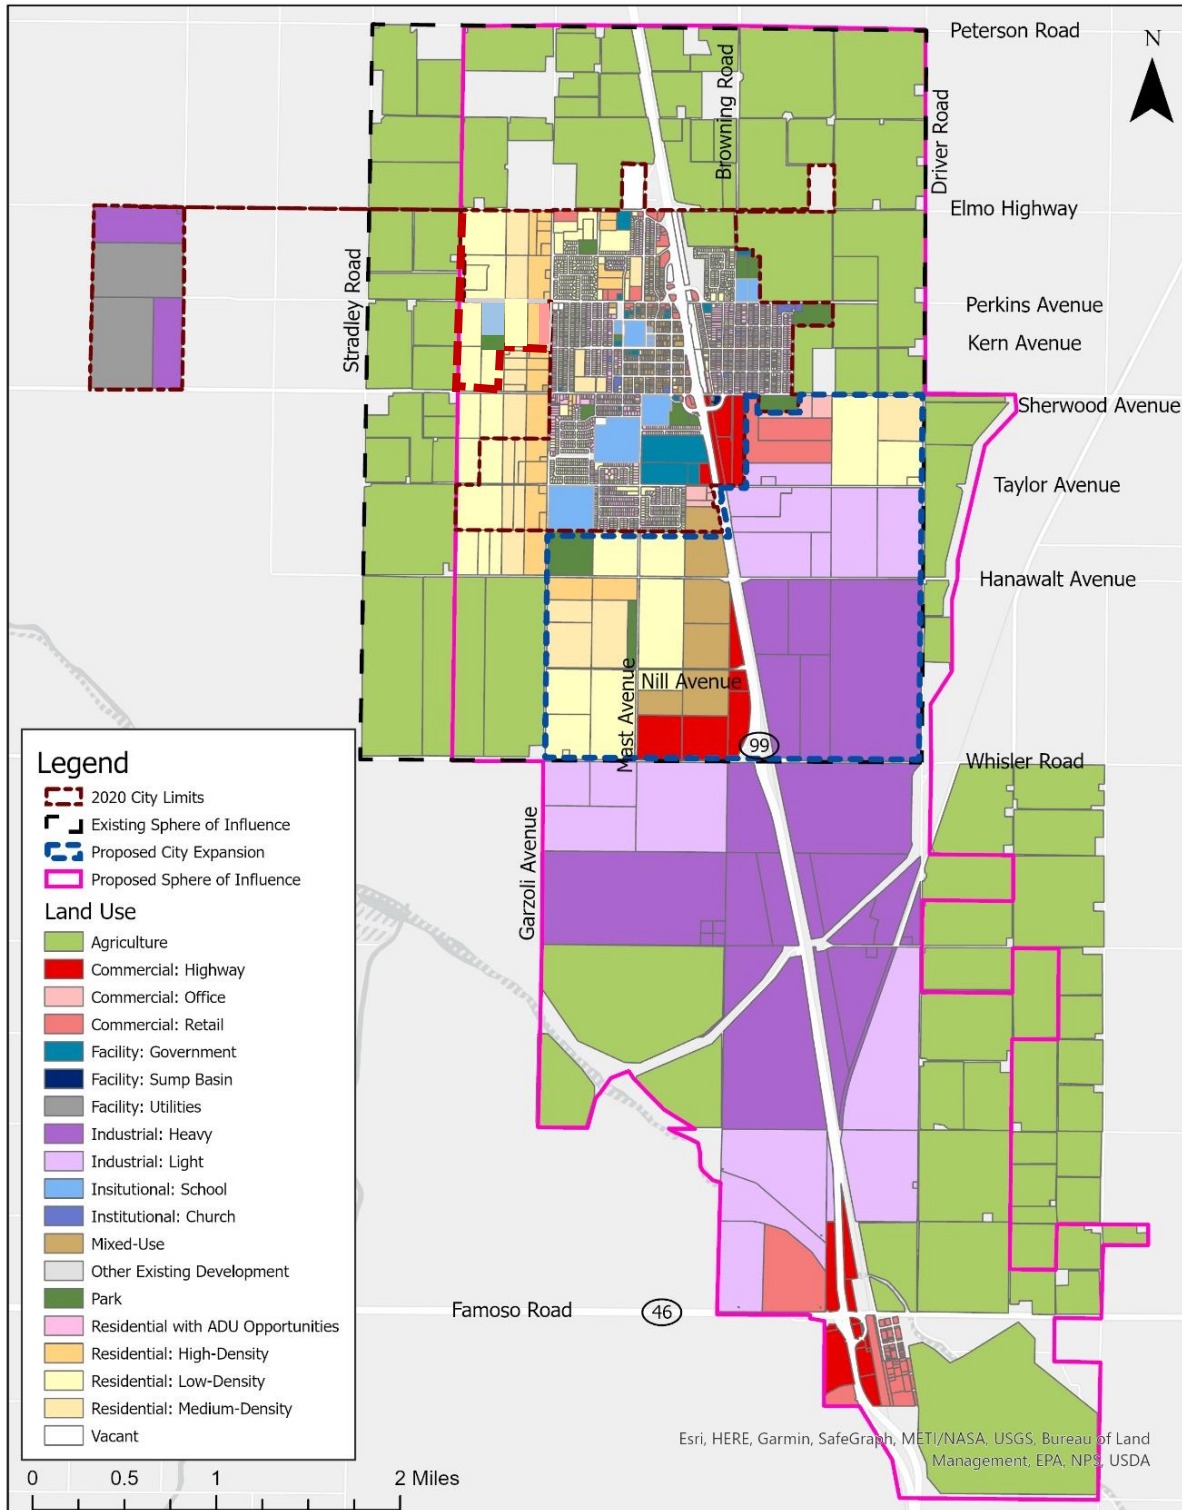 Peterson Road
N
Browning Road
Driver Road
Elmo Highway
Stradley Road
Perkins Avenue
Kern Avenue
Sherwood Avenue
Taylor Avenue
Hanawalt Avenue
Nill Avenue
Mast Avenue
99
Whisler Road
Garzoli Avenue
Famoso Road
46
Legend
2020 City Limits
Existing Sphere of Influence
Proposed City Expansion
Proposed Sphere of Influence
Land Use
Agriculture
Commercial: Highway
Commercial: Office
Commercial: Retail
Facility: Government
Facility: Sump Basin
Facility: Utilities
Industrial: Heavy
Industrial: Light
Insitutional: School
Institutional: Church
Mixed-Use
Other Existing Development
Park
Residential with ADU Opportunities
Residential: High-Density
Residential: Low-Density
Residential: Medium-Density
Vacant
Esri, HERE, Garmin, SafeGraph, METI/NASA, USGS, Bureau of Land
Management, EPA, NPS, USDA
0 0.5 1 2 Miles